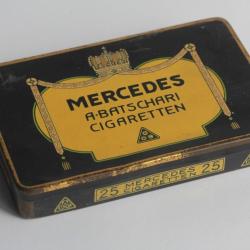 MERCEDES
A·BATSCHARI
CIGARETTEN
25 MERCEDES CIGARETTEN 25